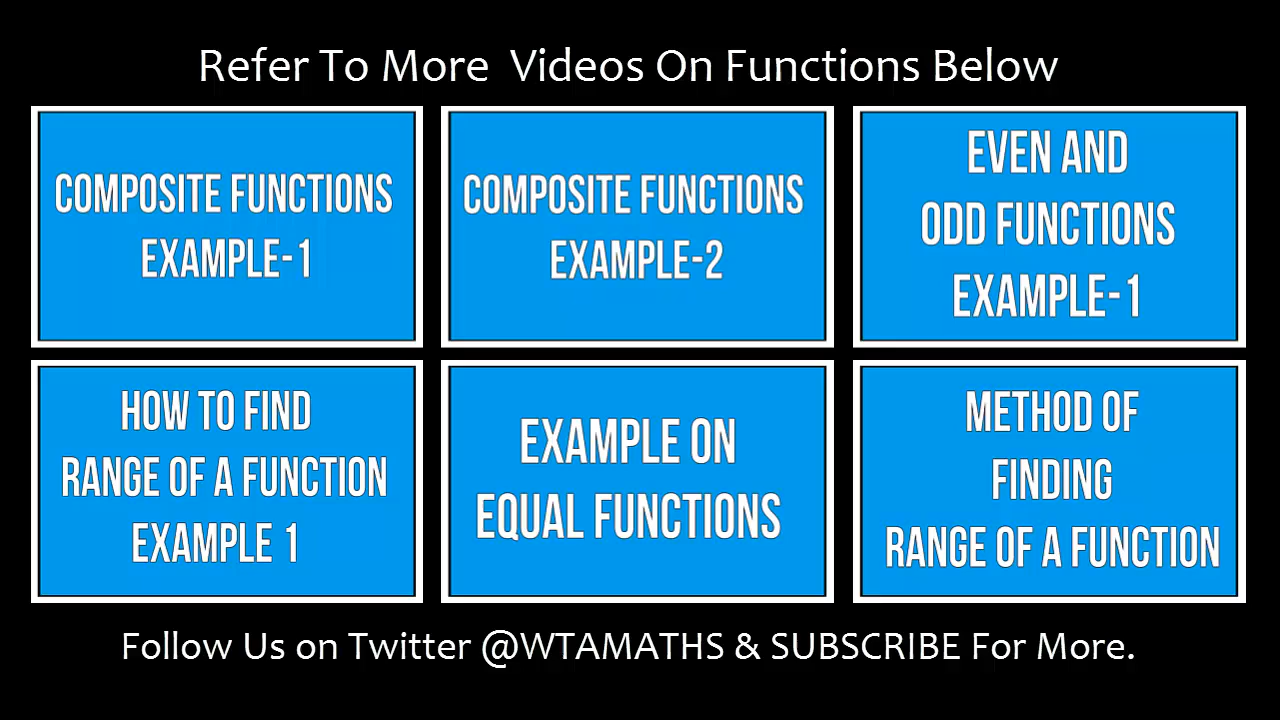 Refer To More Videos On Functions Below
COMPOSITE FUNCTIONS
EXAMPLE-1
COMPOSITE FUNCTIONS
EXAMPLE-2
EVEN AND
ODD FUNCTIONS
EXAMPLE-1
HOW TO FIND
RANGE OF A FUNCTION
EXAMPLE 1
EXAMPLE ON
EQUAL FUNCTIONS
METHOD OF
FINDING
RANGE OF A FUNCTION
Follow Us on Twitter @WTAMATHS & SUBSCRIBE For More.